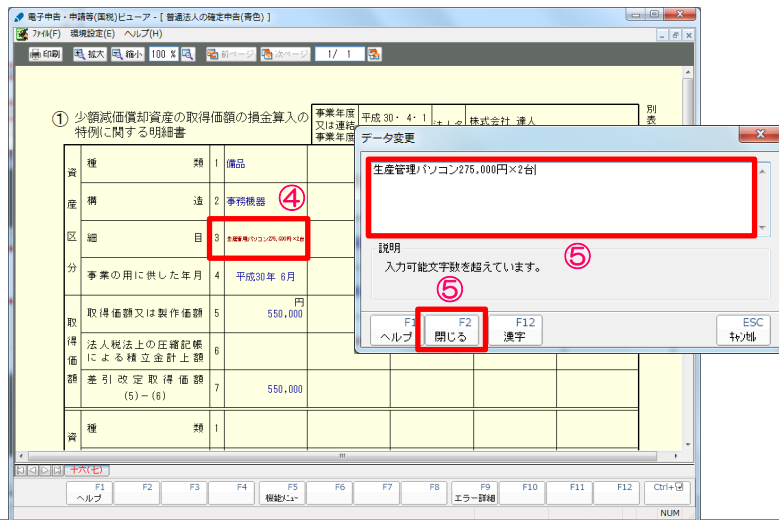 電子申告・申請等(国税)ビューア - [ 普通法人の確定申告(青色) ]
ファイル(F) 環境設定(E) ヘルプ(H)
印刷 拡大 縮小 100 % 前ページ 次ページ 1/ 1
① 少額減価償却資産の取得価額の損金算入の
特例に関する明細書
事業年度
又は連結
事業年度
平成 30・ 4・ 1
法人名
株式会社 達人
別
表
資
産
区
分
種 類 1 備品
構 造 2 事務機器 ④
細 目 3 生産管理パソコン275,000円×2台
事業の用に供した年月 4 平成30年 6月
取
得
価
額
取得価額又は製作価額 5 円
550,000
法人税法上の圧縮記帳
による積立金計上額 6
差引改定取得価額
(5)－(6) 7 550,000
資
種 類 1
データ変更
生産管理パソコン275,000円×2台
説明
入力可能文字数を超えています。
⑤
⑤
F1
ヘルプ
F2
閉じる
F12
漢字
ESC
キャンセル
十六(七)
F1
ヘルプ
F2
F3
F4
F5
機能メニュー
F6
F7
F8
F9
エラー詳細
F10
F11
F12
Ctrl+
NUM